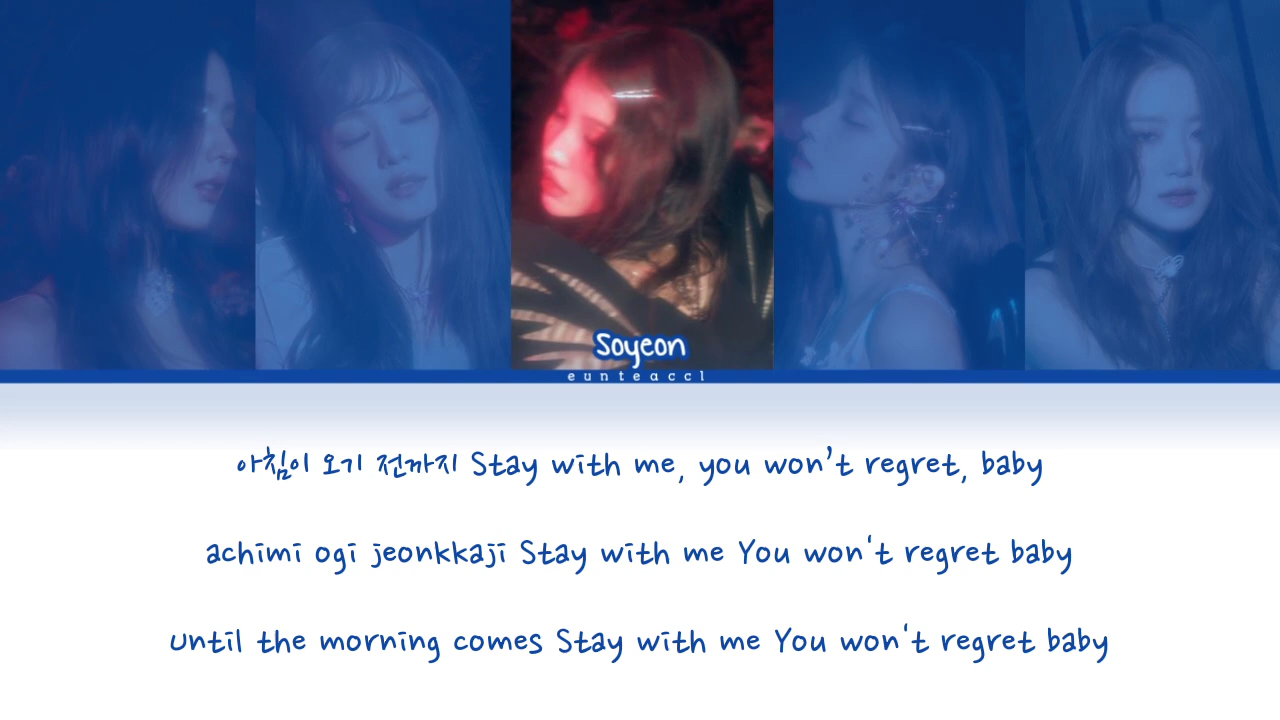 Soyeon
eunteaccl
아침이 오기 전까지 Stay with me, you won’t regret, baby
achimi ogi jeonkkaji Stay with me You won't regret baby
until the morning comes Stay with me You won't regret baby